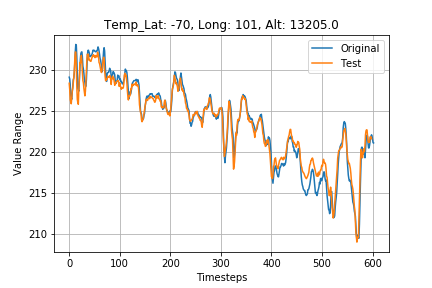 Temp_Lat: -70, Long: 101, Alt: 13205.0
Original
Test
Value Range
230
225
220
215
210
0 100 200 300 400 500 600
Timesteps